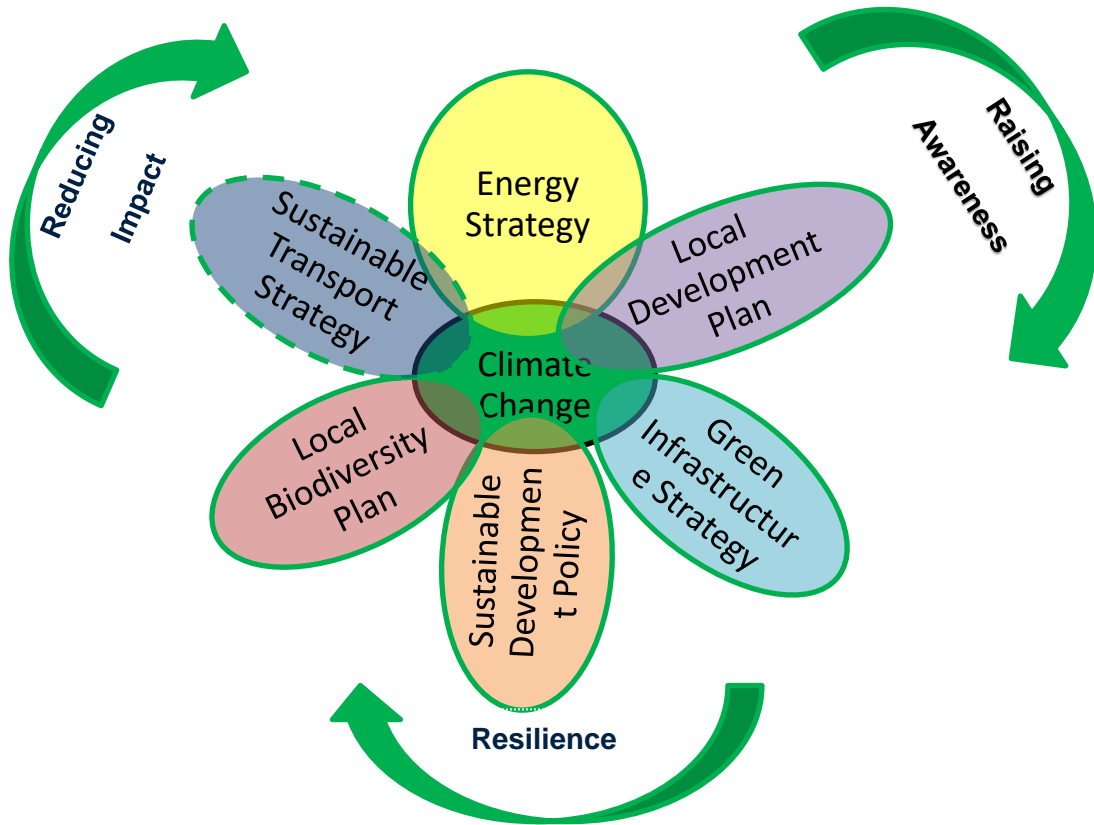 Reducing
Impact
Raising
Awareness
Energy
Strategy
Sustainable
Transport
Strategy
Local
Development
Plan
Climate
Change
Local
Biodiversity
Plan
Green
Infrastructur
e Strategy
Sustainable
Developmen
t Policy
Resilience